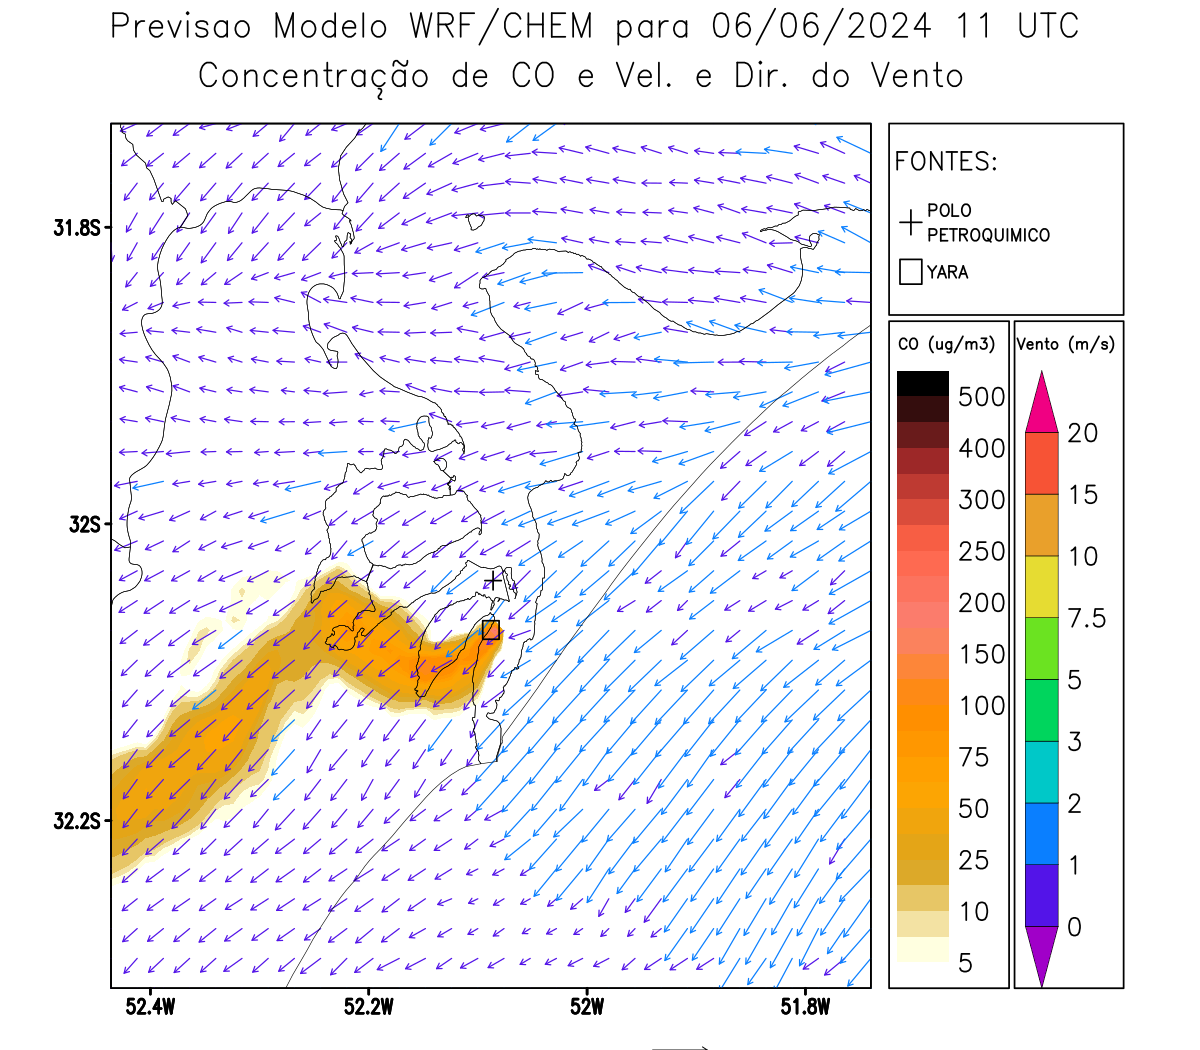 Previsao Modelo WRF/CHEM para 06/06/2024 11 UTC
Concentração de CO e Vel. e Dir. do Vento
FONTES:
POLO
PETROQUIMICO
YARA
CO (ug/m3)
500
400
300
250
200
150
100
75
50
25
10
5
Vento (m/s)
20
15
10
7.5
5
3
2
1
0
31.8S
32S
32.2S
52.4W
52.2W
52W
51.8W